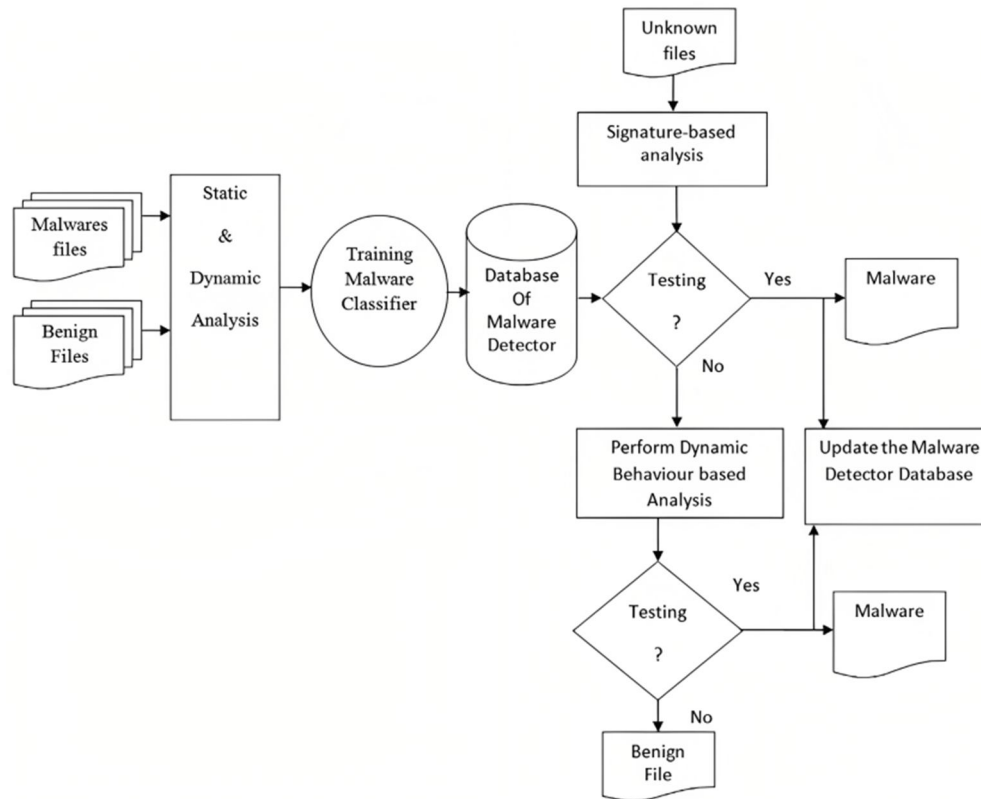 Unknown
files
Signature-based
analysis
Malwares
files
Benign
Files
Static
&
Dynamic
Analysis
Training
Malware
Classifier
Database
Of
Malware
Detector
Testing
?
Yes
Malware
No
Perform Dynamic
Behaviour based
Analysis
Update the Malware
Detector Database
Testing
?
Yes
Malware
No
Benign
File